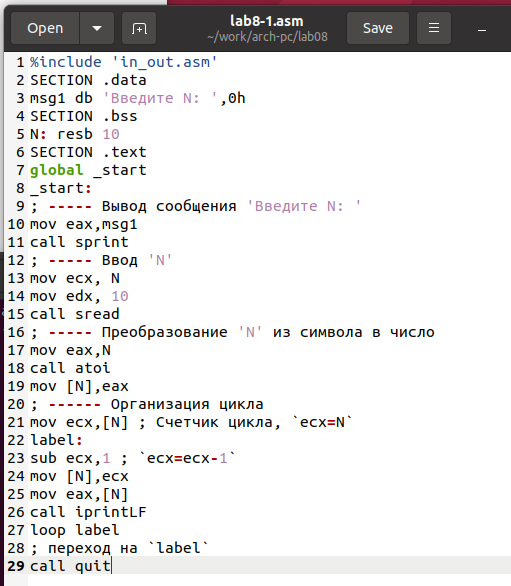 Open
lab8-1.asm
~/work/arch-pc/lab08
Save
1 %include 'in_out.asm'
2 SECTION .data
3 msg1 db 'Введите N: ',0h
4 SECTION .bss
5 N: resb 10
6 SECTION .text
7 global _start
8 _start:
9 ; ----- Вывод сообщения 'Введите N: '
10 mov eax,msg1
11 call sprint
12 ; ----- Ввод 'N'
13 mov ecx, N
14 mov edx, 10
15 call sread
16 ; ----- Преобразование 'N' из символа в число
17 mov eax,N
18 call atoi
19 mov [N],eax
20 ; ------ Организация цикла
21 mov ecx,[N] ; Счетчик цикла, `ecx=N`
22 label:
23 sub ecx,1 ; `ecx=ecx-1`
24 mov [N],ecx
25 mov eax,[N]
26 call iprintLF
27 loop label
28 ; переход на `label`
29 call quit